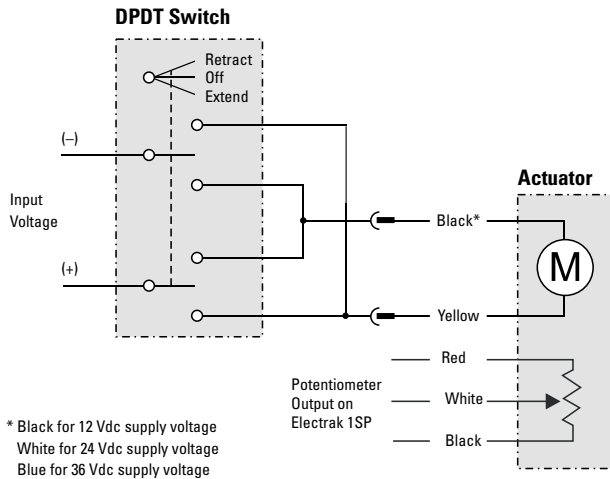 DPDT Switch
Retract
Off
Extend
(–)
Input
Voltage
(+)
Actuator
Black*
M
Yellow
Red
Potentiometer
Output on
Electrak 1SP
White
Black
* Black for 12 Vdc supply voltage
White for 24 Vdc supply voltage
Blue for 36 Vdc supply voltage